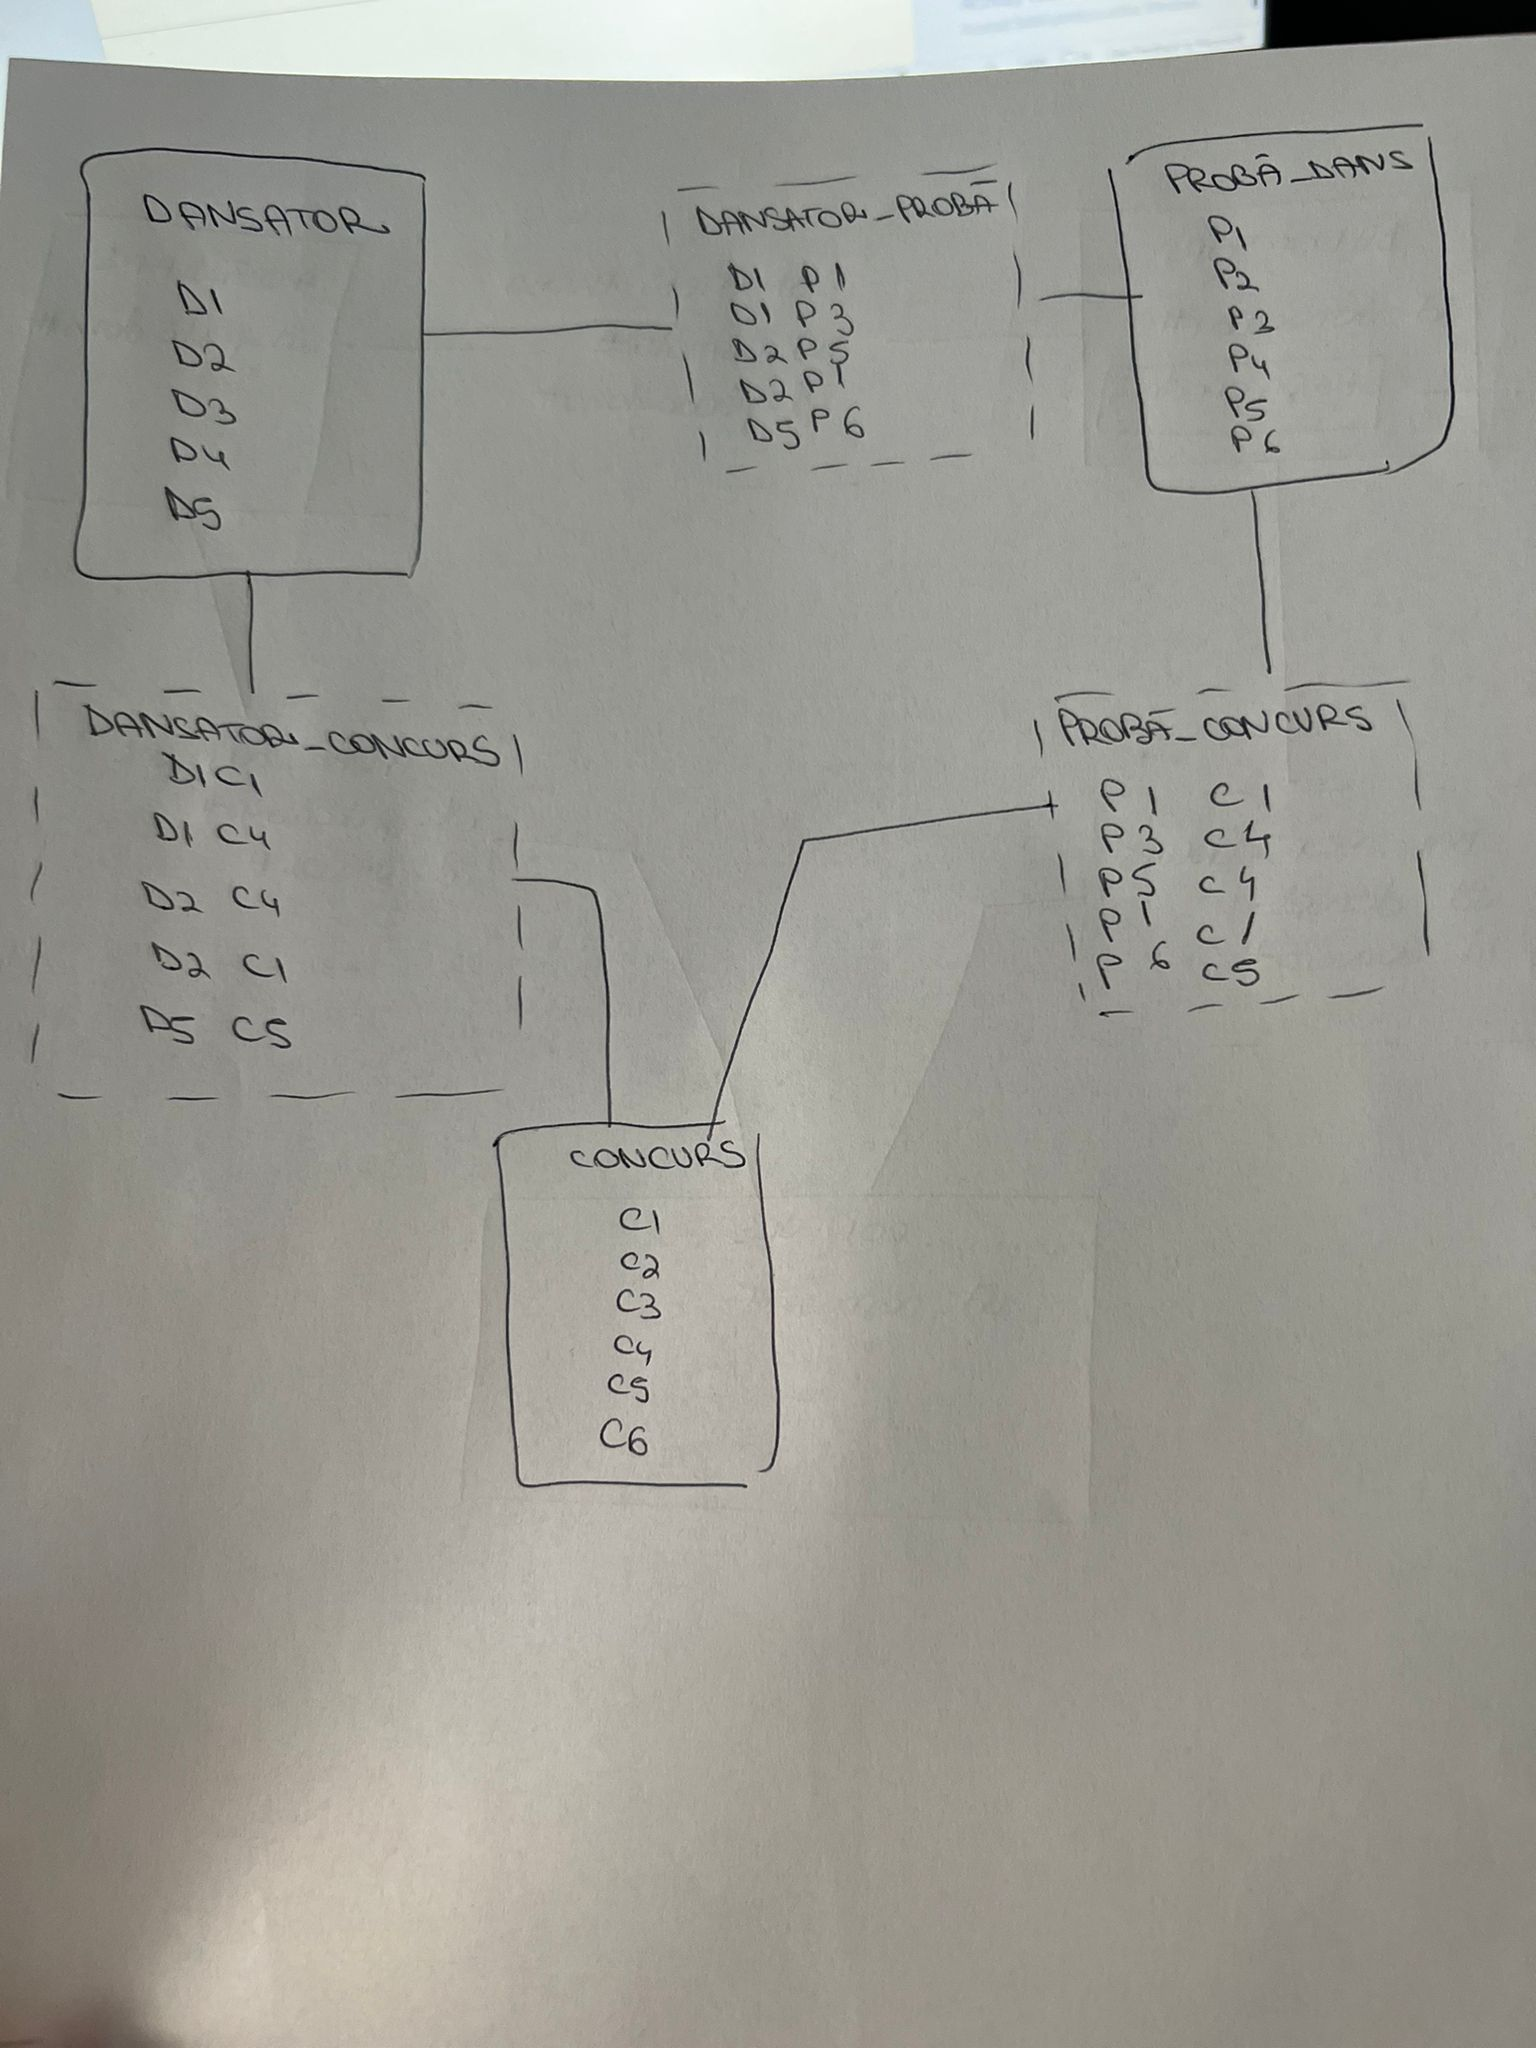 DANSATOR
D1
D2
D3
D4
D5
DANSATOR_PROBĂ
D1 P1
D1 P3
D2 P5
D2 P1
D5 P6
PROBĂ_DANS
P1
P2
P3
P4
P5
P6
DANSATOR_CONCURS
D1 C1
D1 C4
D2 C4
D2 C1
D5 C5
PROBĂ_CONCURS
P1 C1
P3 C4
P5 C4
P1 C1
P6 C5
CONCURS
C1
C2
C3
C4
C5
C6